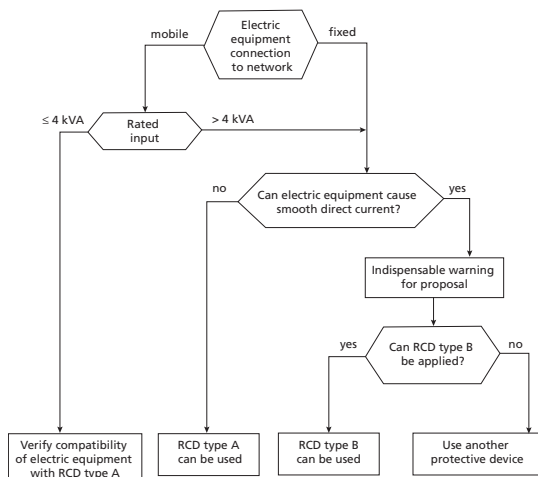 Electric
equipment
connection
to network
mobile
fixed
≤ 4 kVA
Rated
input
> 4 kVA
no
Can electric equipment cause
smooth direct current?
yes
Indispensable warning
for proposal
yes
Can RCD type B
be applied?
no
Verify compatibility
of electric equipment
with RCD type A
RCD type A
can be used
RCD type B
can be used
Use another
protective device